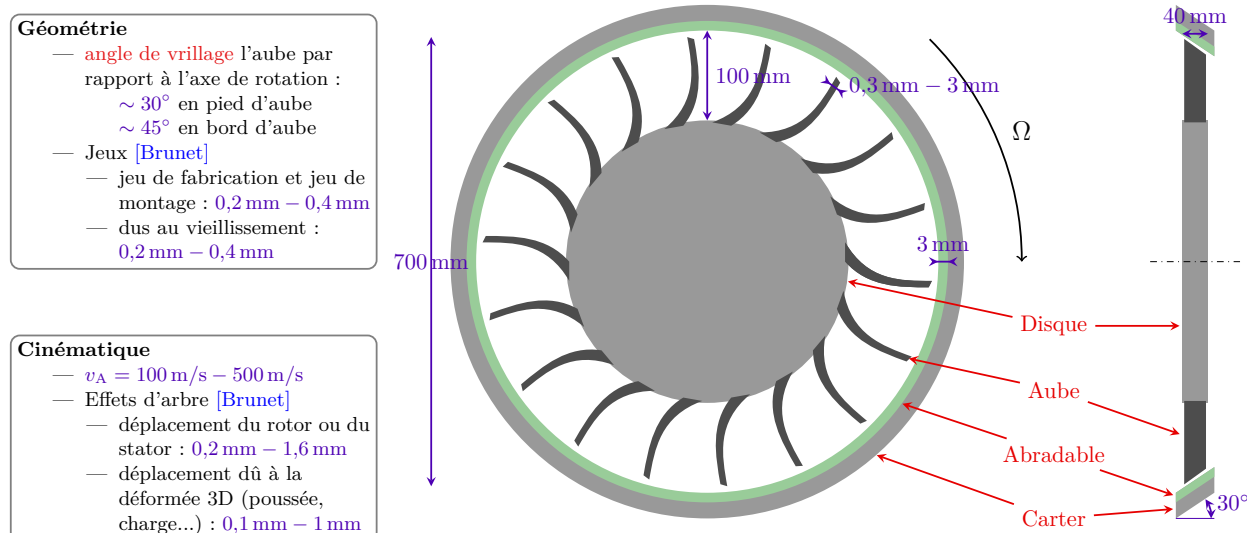 Géométrie
— angle de vrillage l'aube par
rapport à l'axe de rotation :
∼ 30° en pied d'aube
∼ 45° en bord d'aube
— Jeux [Brunet]
— jeu de fabrication et jeu de
montage : 0,2 mm – 0,4 mm
— dus au vieillissement :
0,2 mm – 0,4 mm
Cinématique
— vA = 100 m/s – 500 m/s
— Effets d'arbre [Brunet]
— déplacement du rotor ou du
stator : 0,2 mm – 1,6 mm
— déplacement dû à la
déformée 3D (poussée,
charge...) : 0,1 mm – 1 mm
700 mm
100 mm
0,3 mm – 3 mm
3 mm
Ω
40 mm
Disque
Aube
Abradable
Carter
30°